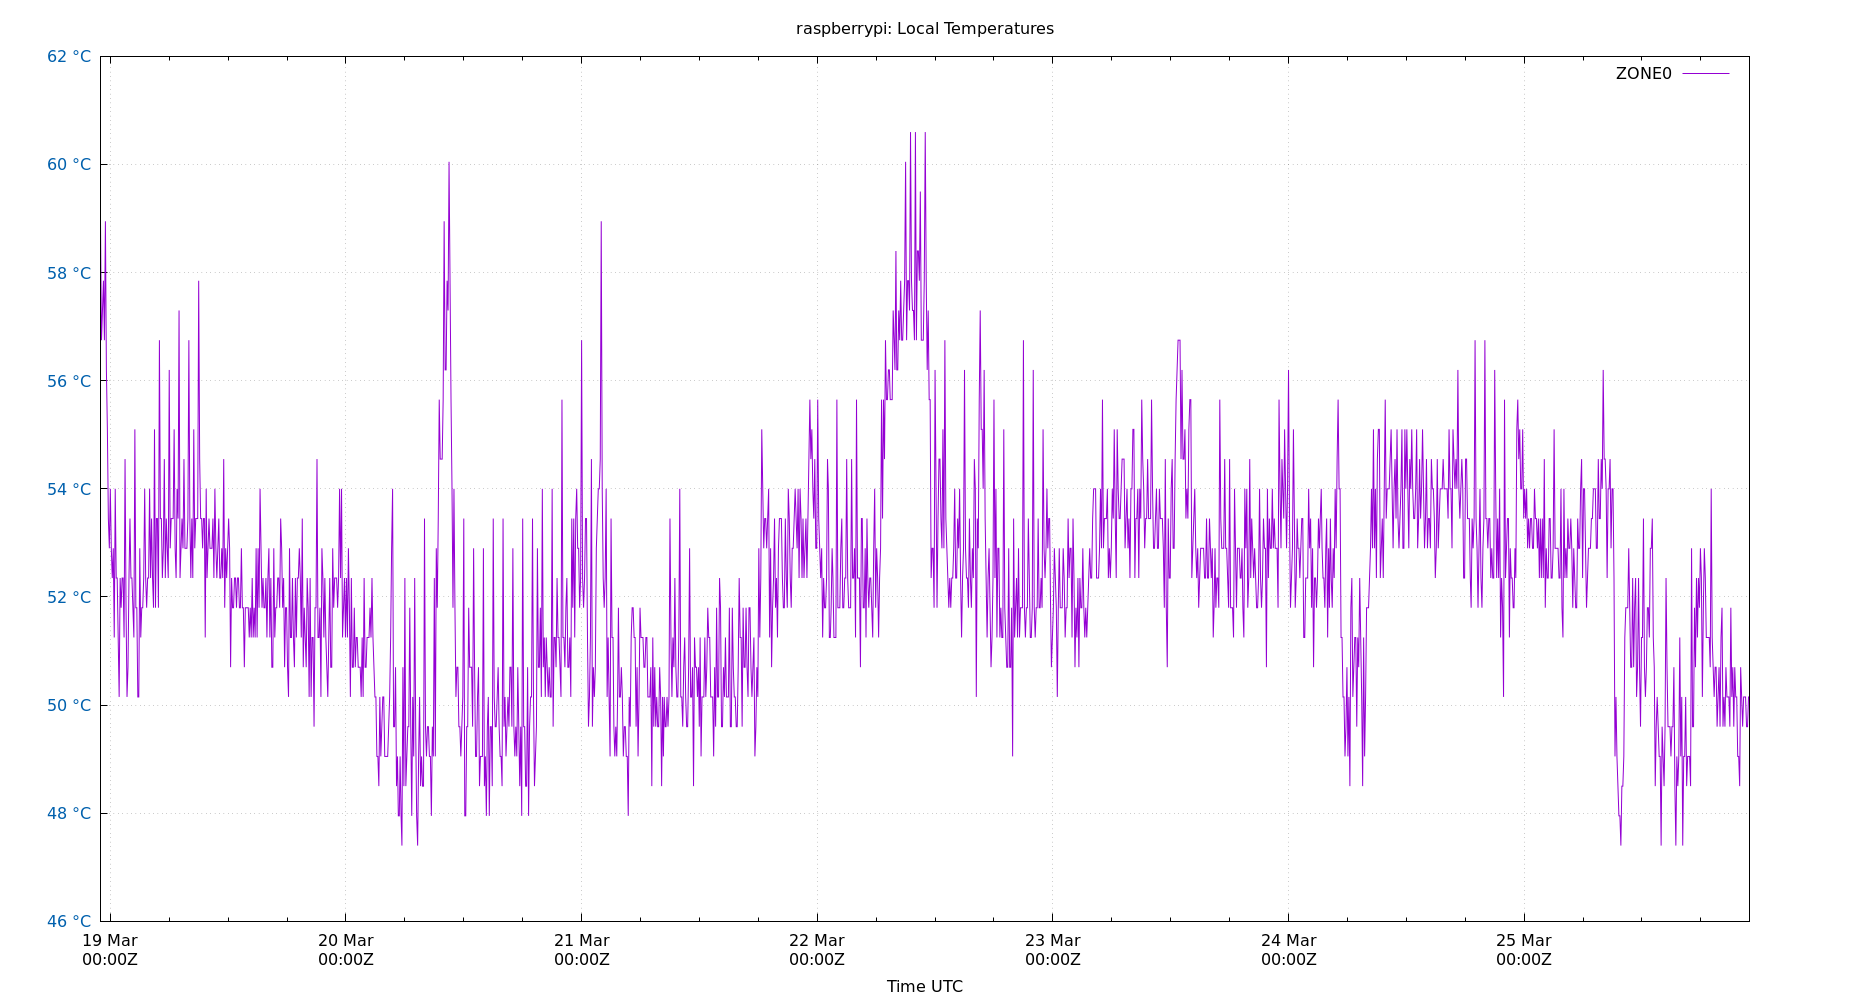 raspberrypi: Local Temperatures
62 °C
ZONE0
60 °C
58 °C
56 °C
54 °C
52 °C
50 °C
48 °C
46 °C
19 Mar 20 Mar 21 Mar 22 Mar 23 Mar 24 Mar 25 Mar
00:00Z 00:00Z 00:00Z 00:00Z 00:00Z 00:00Z 00:00Z
Time UTC